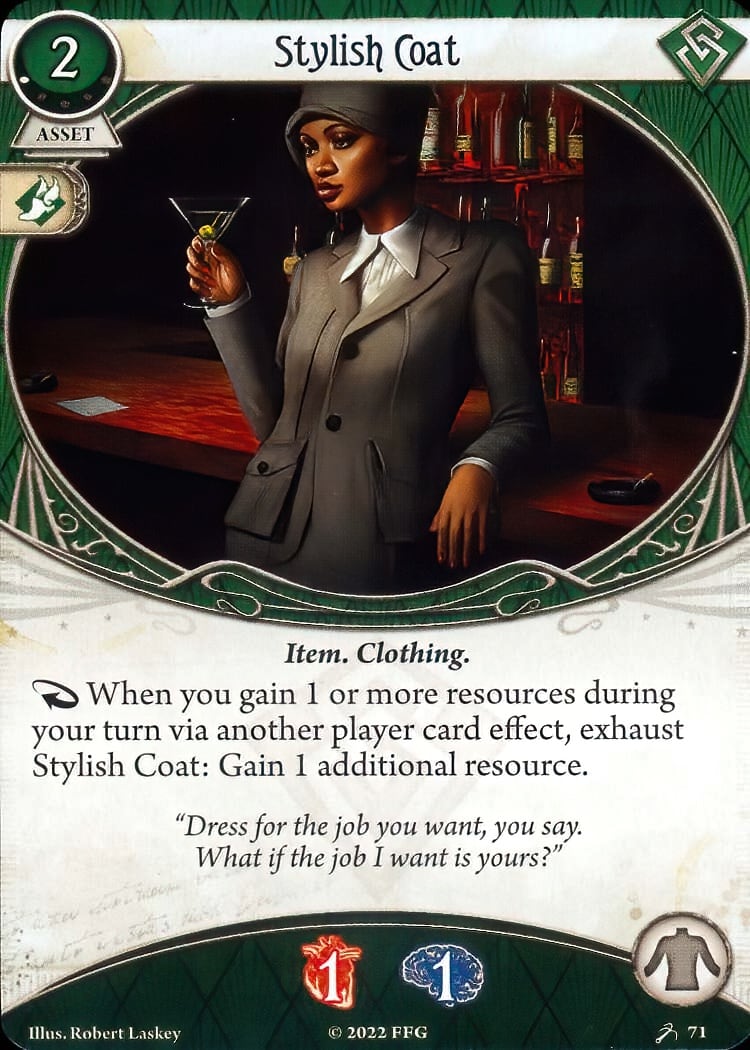 2
Stylish Coat
ASSET
Item. Clothing.
When you gain 1 or more resources during
your turn via another player card effect, exhaust
Stylish Coat: Gain 1 additional resource.
“Dress for the job you want, you say.
What if the job I want is yours?”
1
1
Illus. Robert Laskey
© 2022 FFG
71